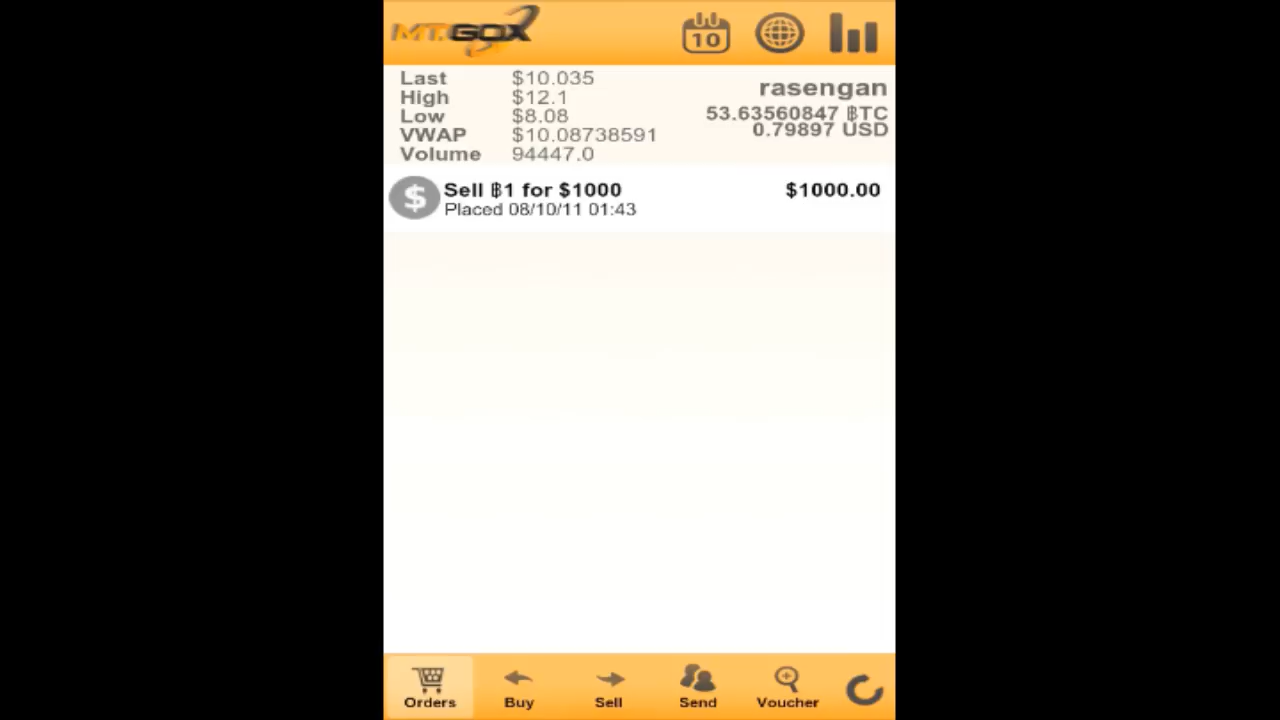 MT.GOX
10
Last $10.035
High $12.1
Low $8.08
VWAP $10.08738591
Volume 94447.0
rasengan
53.63560847 ฿TC
0.79897 USD
$
Sell ฿1 for $1000 $1000.00
Placed 08/10/11 01:43
Orders Buy Sell Send Voucher